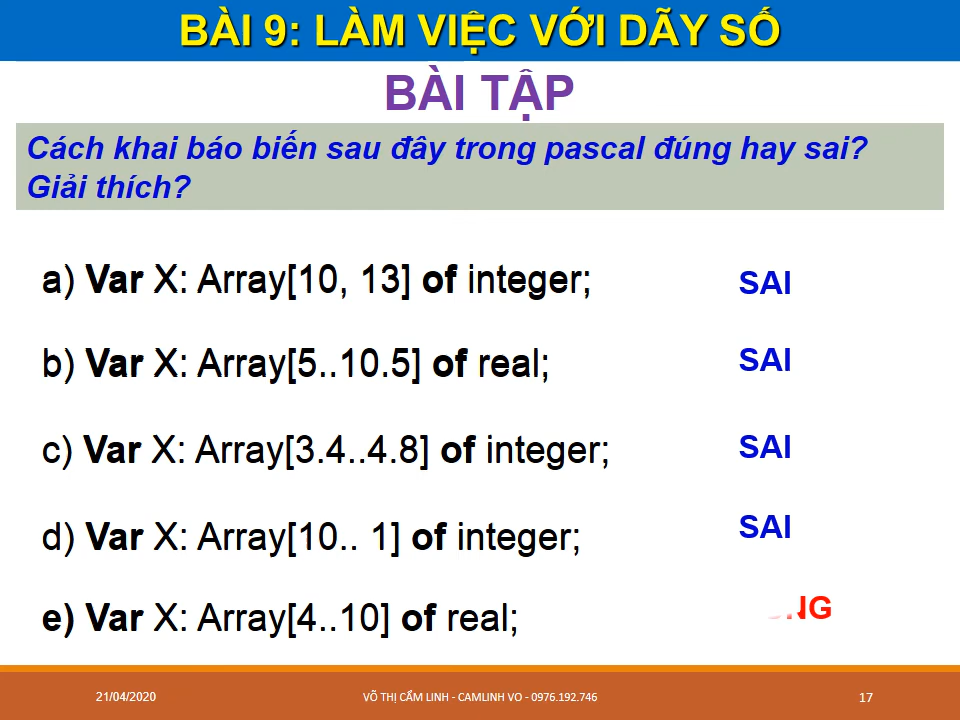 BÀI 9: LÀM VIỆC VỚI DÃY SỐ
BÀI TẬP
Cách khai báo biến sau đây trong pascal đúng hay sai?
Giải thích?
a) Var X: Array[10, 13] of integer; SAI
b) Var X: Array[5..10.5] of real; SAI
c) Var X: Array[3.4..4.8] of integer; SAI
d) Var X: Array[10.. 1] of integer; SAI
e) Var X: Array[4..10] of real;
21/04/2020 VÕ THỊ CẨM LINH - CAMLINH VO - 0976.192.746 17